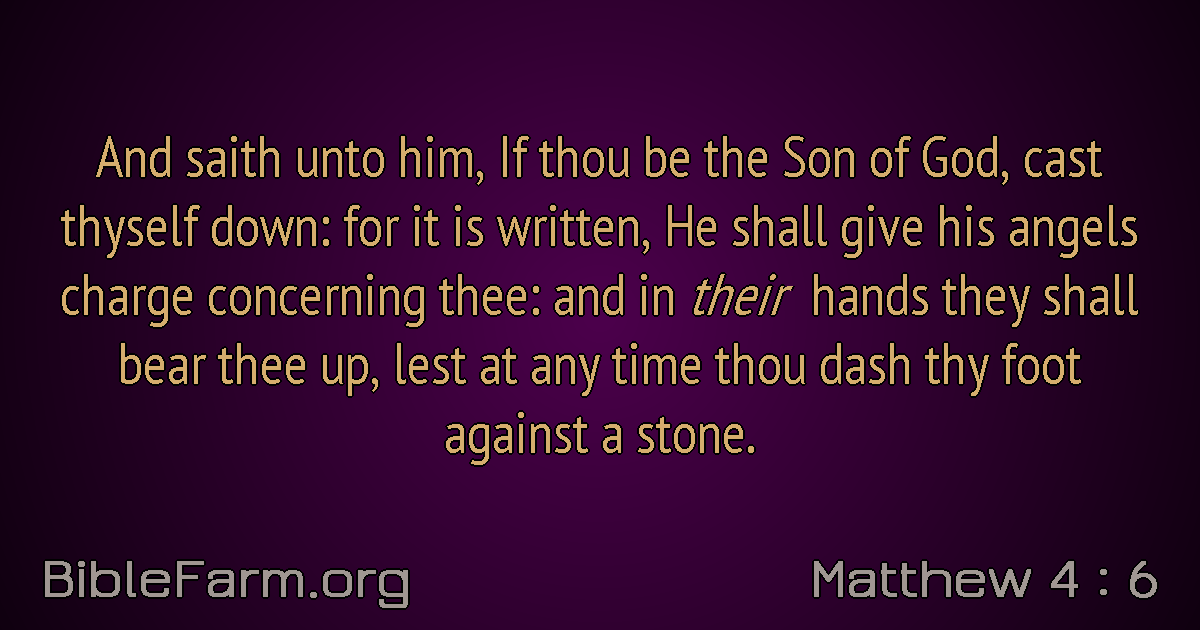 And saith unto him, If thou be the Son of God, cast
thyself down: for it is written, He shall give his angels
charge concerning thee: and in their hands they shall
bear thee up, lest at any time thou dash thy foot
against a stone.
BibleFarm.org
Matthew 4 : 6